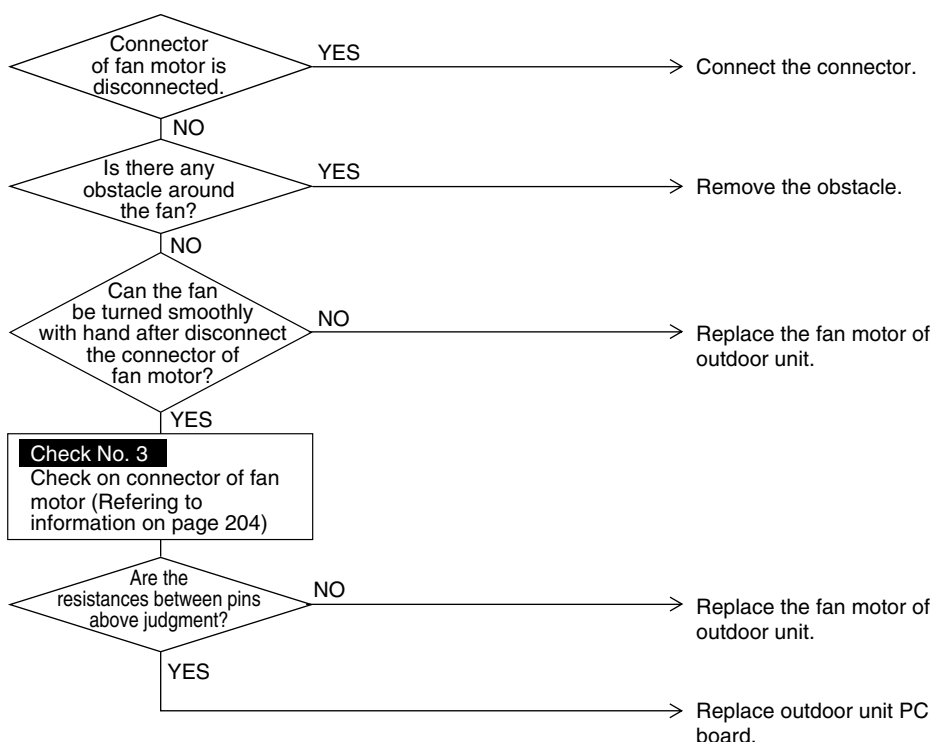 Connector
of fan motor is
disconnected.
YES
Connect the connector.
NO
Is there any
obstacle around
the fan?
YES
Remove the obstacle.
NO
Can the fan
be turned smoothly
with hand after disconnect
the connector of
fan motor?
NO
Replace the fan motor of
outdoor unit.
YES
Check No. 3
Check on connector of fan
motor (Refering to
information on page 204)
Are the
resistances between pins
above judgment?
NO
Replace the fan motor of
outdoor unit.
YES
Replace outdoor unit PC
board.